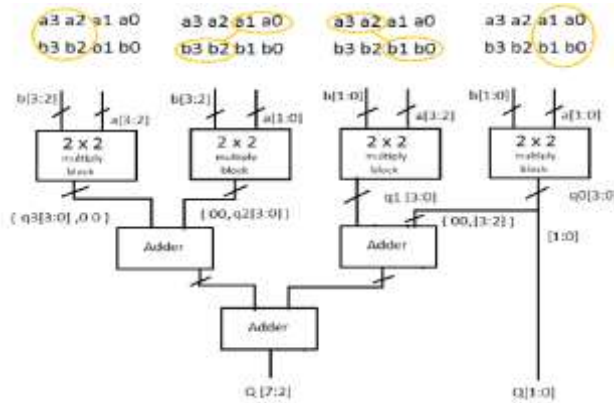 a3 a2 a1 a0 a3 a2 a1 a0 a3 a2 a1 a0 a3 a2 a1 a0
b3 b2 b1 b0 b3 b2 b1 b0 b3 b2 b1 b0 b3 b2 b1 b0
b[3:2] b[3:2] b[1:0] b[1:0]
a[3:2] a[1:0] a[3:2] a[1:0]
2 x 2 2 x 2 2 x 2 2 x 2
multiply multiply multiply multiply
block block block block
q1 [3:0] q0[3:0]
{ q3[3:0] ,0 0 } { 00, q2[3:0] } { 00,[3:2] }
[1:0]
Adder Adder
Adder
Q [7:2] Q[1:0]